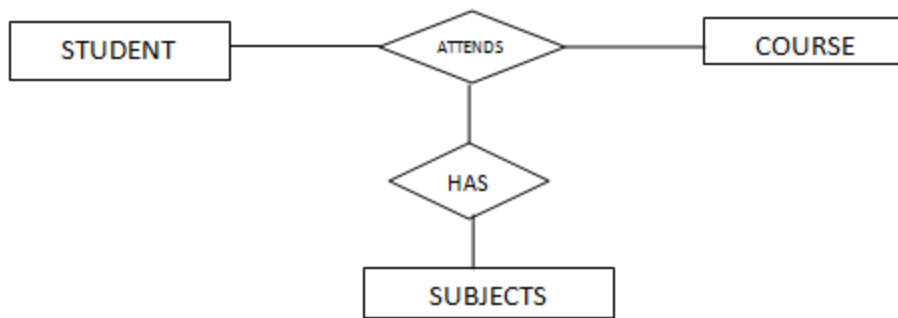 STUDENT
ATTENDS
COURSE
HAS
SUBJECTS